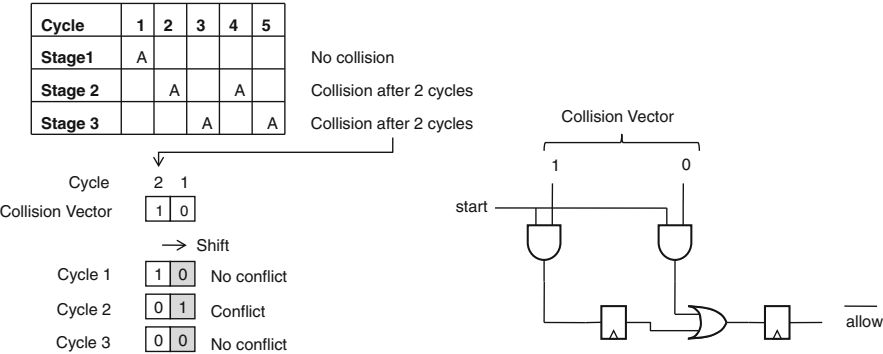 Cycle 1 2 3 4 5
Stage1 A No collision
Stage 2 A A Collision after 2 cycles
Stage 3 A A Collision after 2 cycles
Cycle 2 1
Collision Vector 1 0
Shift
Cycle 1 1 0 No conflict
Cycle 2 0 1 Conflict
Cycle 3 0 0 No conflict
Collision Vector
1 0
start
allow